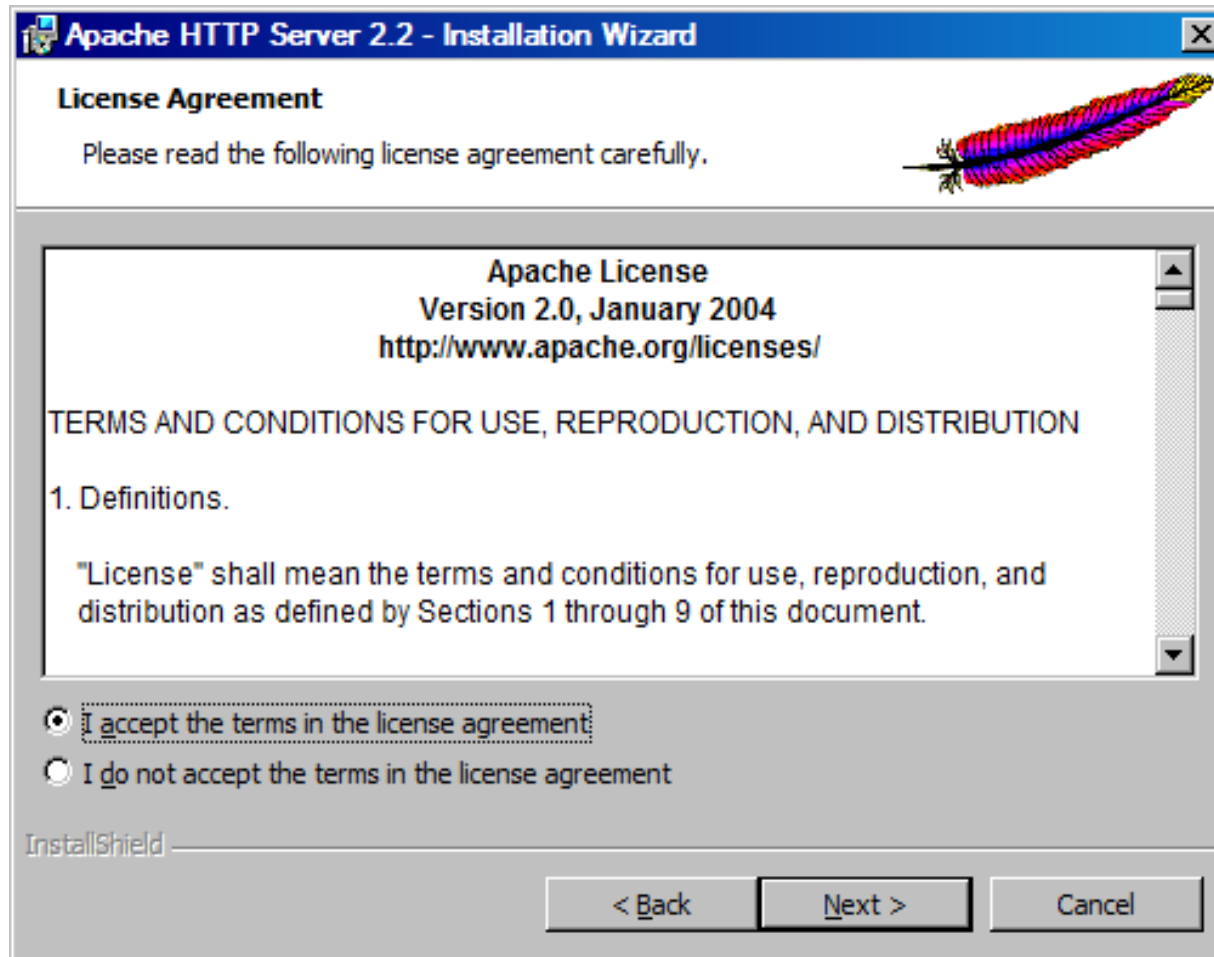 Apache HTTP Server 2.2 - Installation Wizard
License Agreement
Please read the following license agreement carefully.
Apache License
Version 2.0, January 2004
http://www.apache.org/licenses/
TERMS AND CONDITIONS FOR USE, REPRODUCTION, AND DISTRIBUTION
1. Definitions.
"License" shall mean the terms and conditions for use, reproduction, and
distribution as defined by Sections 1 through 9 of this document.
I accept the terms in the license agreement
I do not accept the terms in the license agreement
InstallShield
< Back Next > Cancel